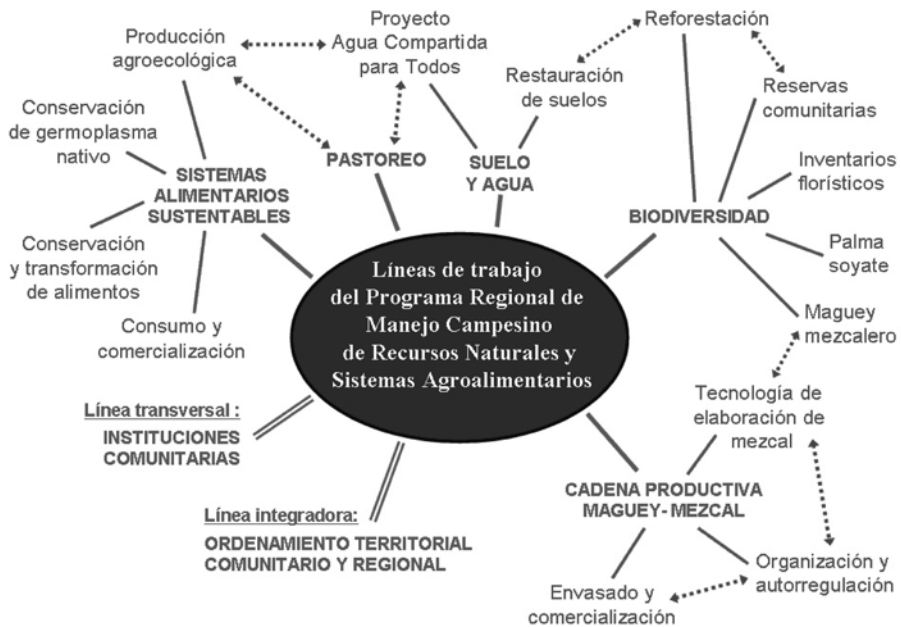 Proyecto
Agua Compartida
para Todos
Reforestación
Producción
agroecológica
Restauración
de suelos
Reservas
comunitarias
Conservación
de germoplasma
nativo
PASTOREO
SUELO
Y AGUA
Inventarios
florísticos
SISTEMAS
ALIMENTARIOS
SUSTENTABLES
BIODIVERSIDAD
Conservación
y transformación
de alimentos
Palma
soyate
Líneas de trabajo
del Programa Regional de
Manejo Campesino
de Recursos Naturales y
Sistemas Agroalimentarios
Consumo y
comercialización
Maguey
mezcalero
Línea transversal :
INSTITUCIONES
COMUNITARIAS
Tecnología de
elaboración de
mezcal
CADENA PRODUCTIVA
MAGUEY- MEZCAL
Línea integradora:
ORDENAMIENTO TERRITORIAL
COMUNITARIO Y REGIONAL
Organización y
autorregulación
Envasado y
comercialización